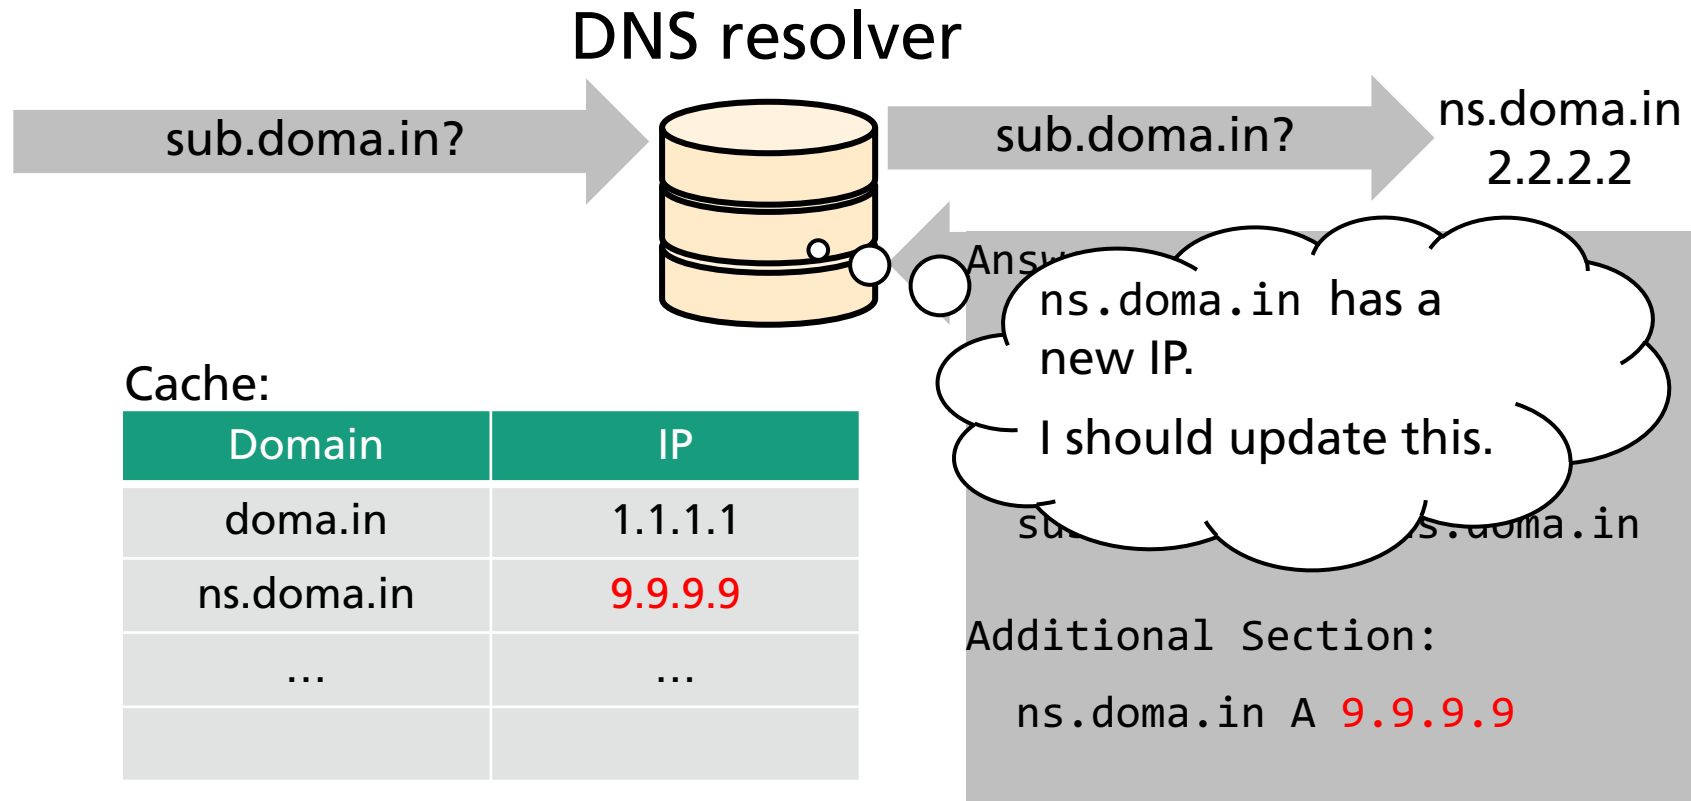 DNS resolver
sub.doma.in?
sub.doma.in?
ns.doma.in
2.2.2.2
ns.doma.in has a
new IP.
I should update this.
Cache:
Domain IP
doma.in 1.1.1.1
ns.doma.in 9.9.9.9
... ...
Additional Section:
ns.doma.in A 9.9.9.9